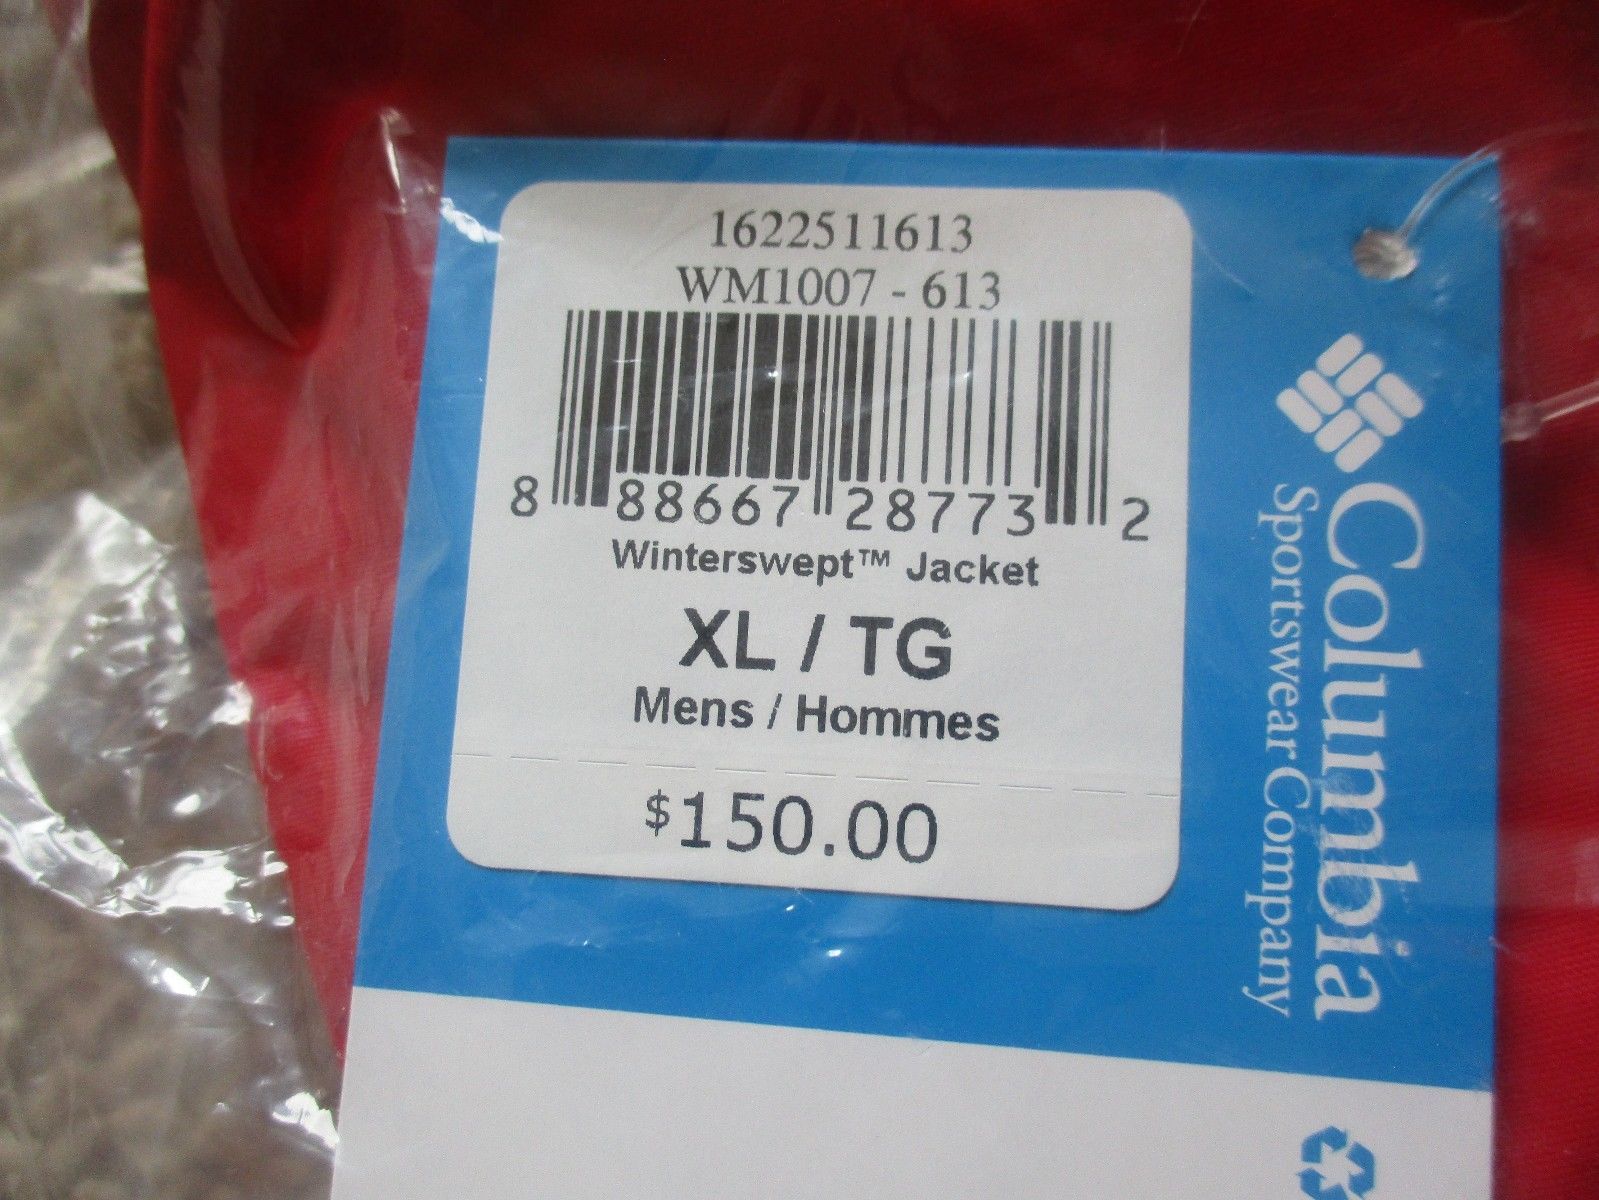 1622511613
WM1007 - 613
8 88667 28773 2
Winterswept™ Jacket
XL / TG
Mens / Hommes
$150.00
Columbia
Sportswear Company